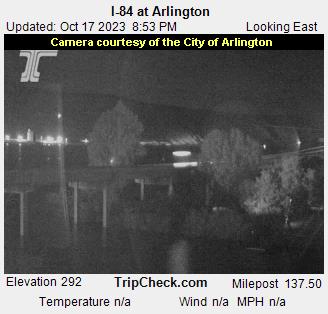 I-84 at Arlington
Updated: Oct 17 2023 8:53 PM Looking East
Camera courtesy of the City of Arlington
Elevation 292 TripCheck.com Milepost 137.50
Temperature n/a Wind n/a MPH n/a